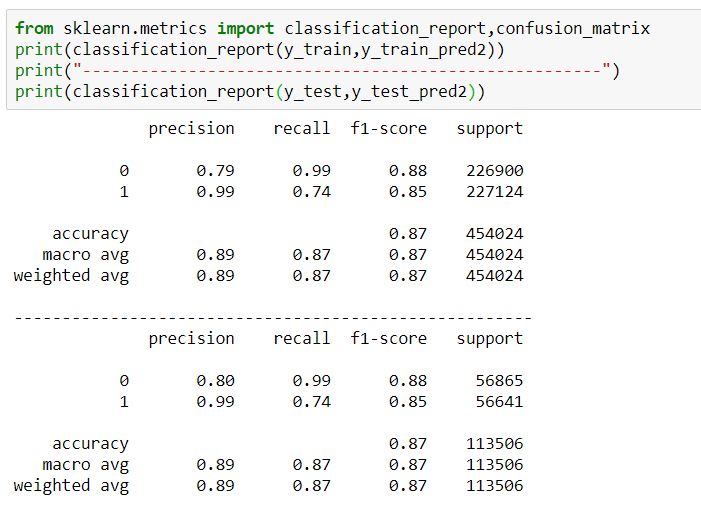 from sklearn.metrics import classification_report,confusion_matrix
print(classification_report(y_train,y_train_pred2))
print("------------------------------------------------------")
print(classification_report(y_test,y_test_pred2))
precision recall f1-score support
0 0.79 0.99 0.88 226900
1 0.99 0.74 0.85 227124
accuracy 0.87 454024
macro avg 0.89 0.87 0.87 454024
weighted avg 0.89 0.87 0.87 454024
------------------------------------------------------
precision recall f1-score support
0 0.80 0.99 0.88 56865
1 0.99 0.74 0.85 56641
accuracy 0.87 113506
macro avg 0.89 0.87 0.87 113506
weighted avg 0.89 0.87 0.87 113506